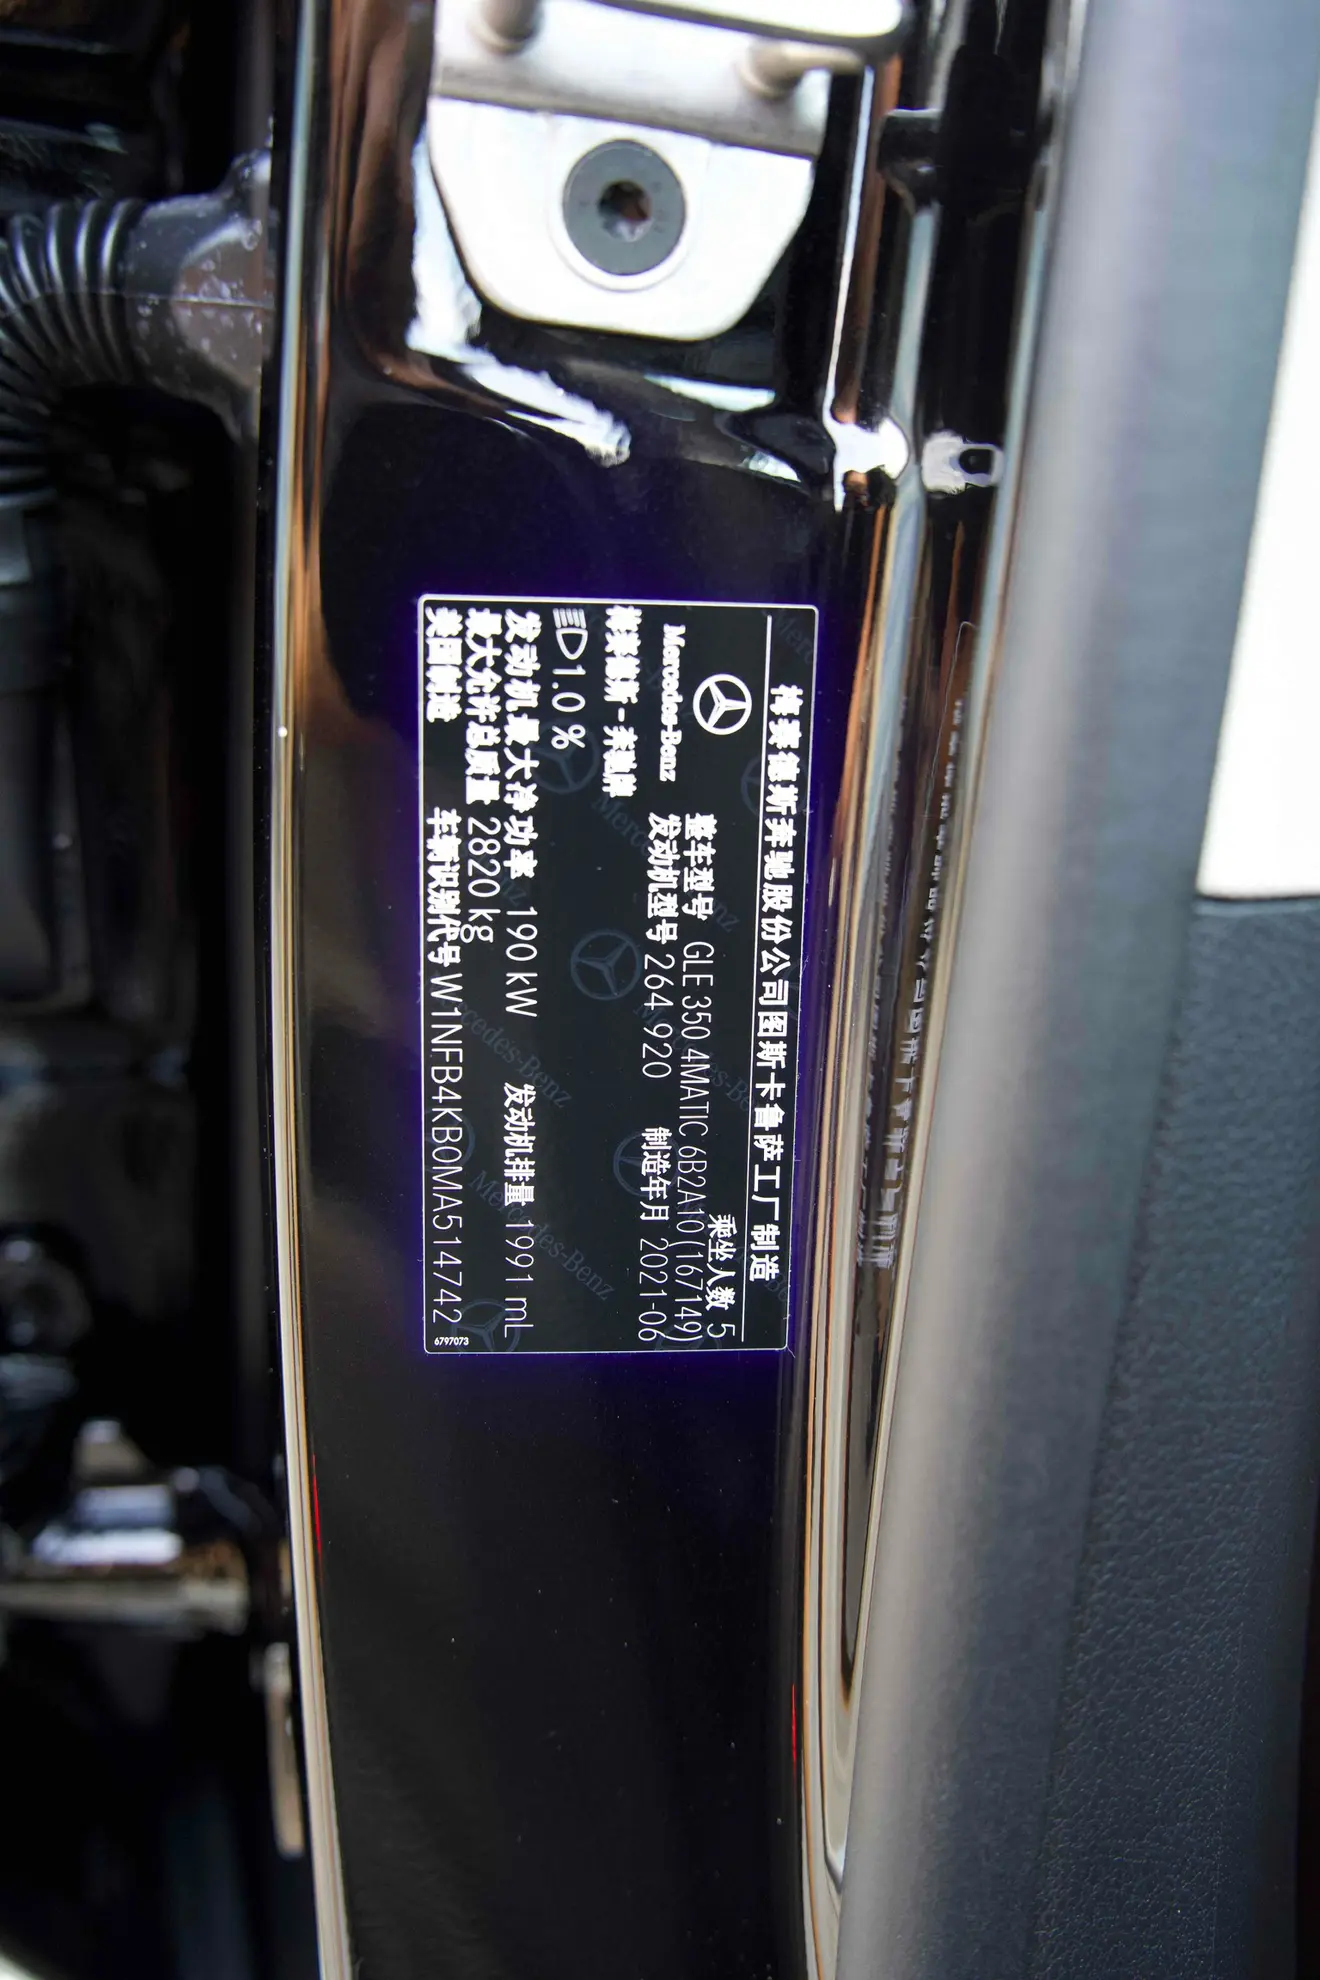 梅赛德斯奔驰股份公司图斯卡鲁萨工厂制造
乘坐人数 5
整车型号 GLE 350 4MATIC 6B2A10(167149)
Mercedes-Benz
发动机型号 264 920 制造年月 2021-06
梅赛德斯-奔驰牌
1.0 %
发动机最大净功率 190 kW 发动机排量 1991 mL
最大允许总质量 2820 kg
美国制造 车辆识别代号 W1NFB4KB0MA514742
6797073